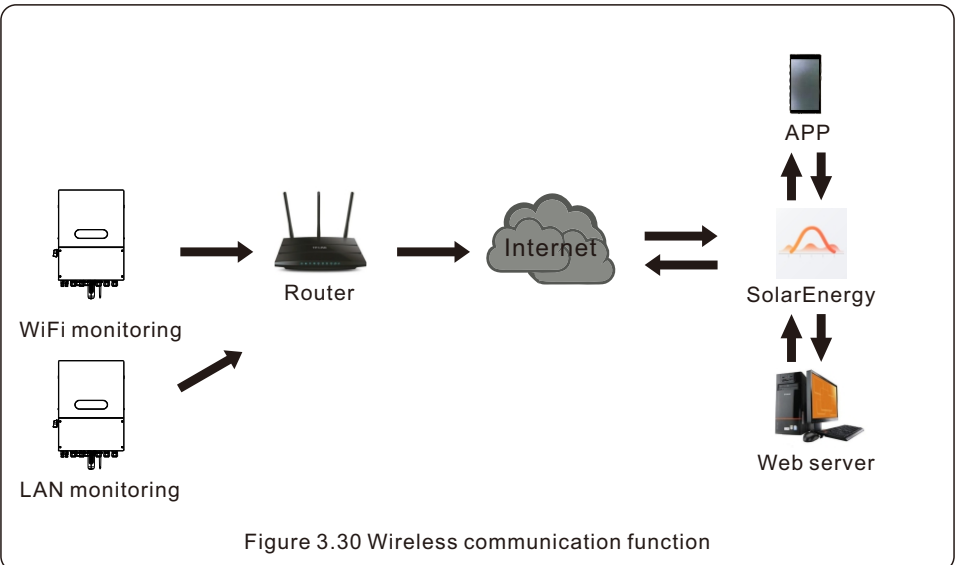 APP
Internet
Router
SolarEnergy
WiFi monitoring
Web server
LAN monitoring
Figure 3.30 Wireless communication function